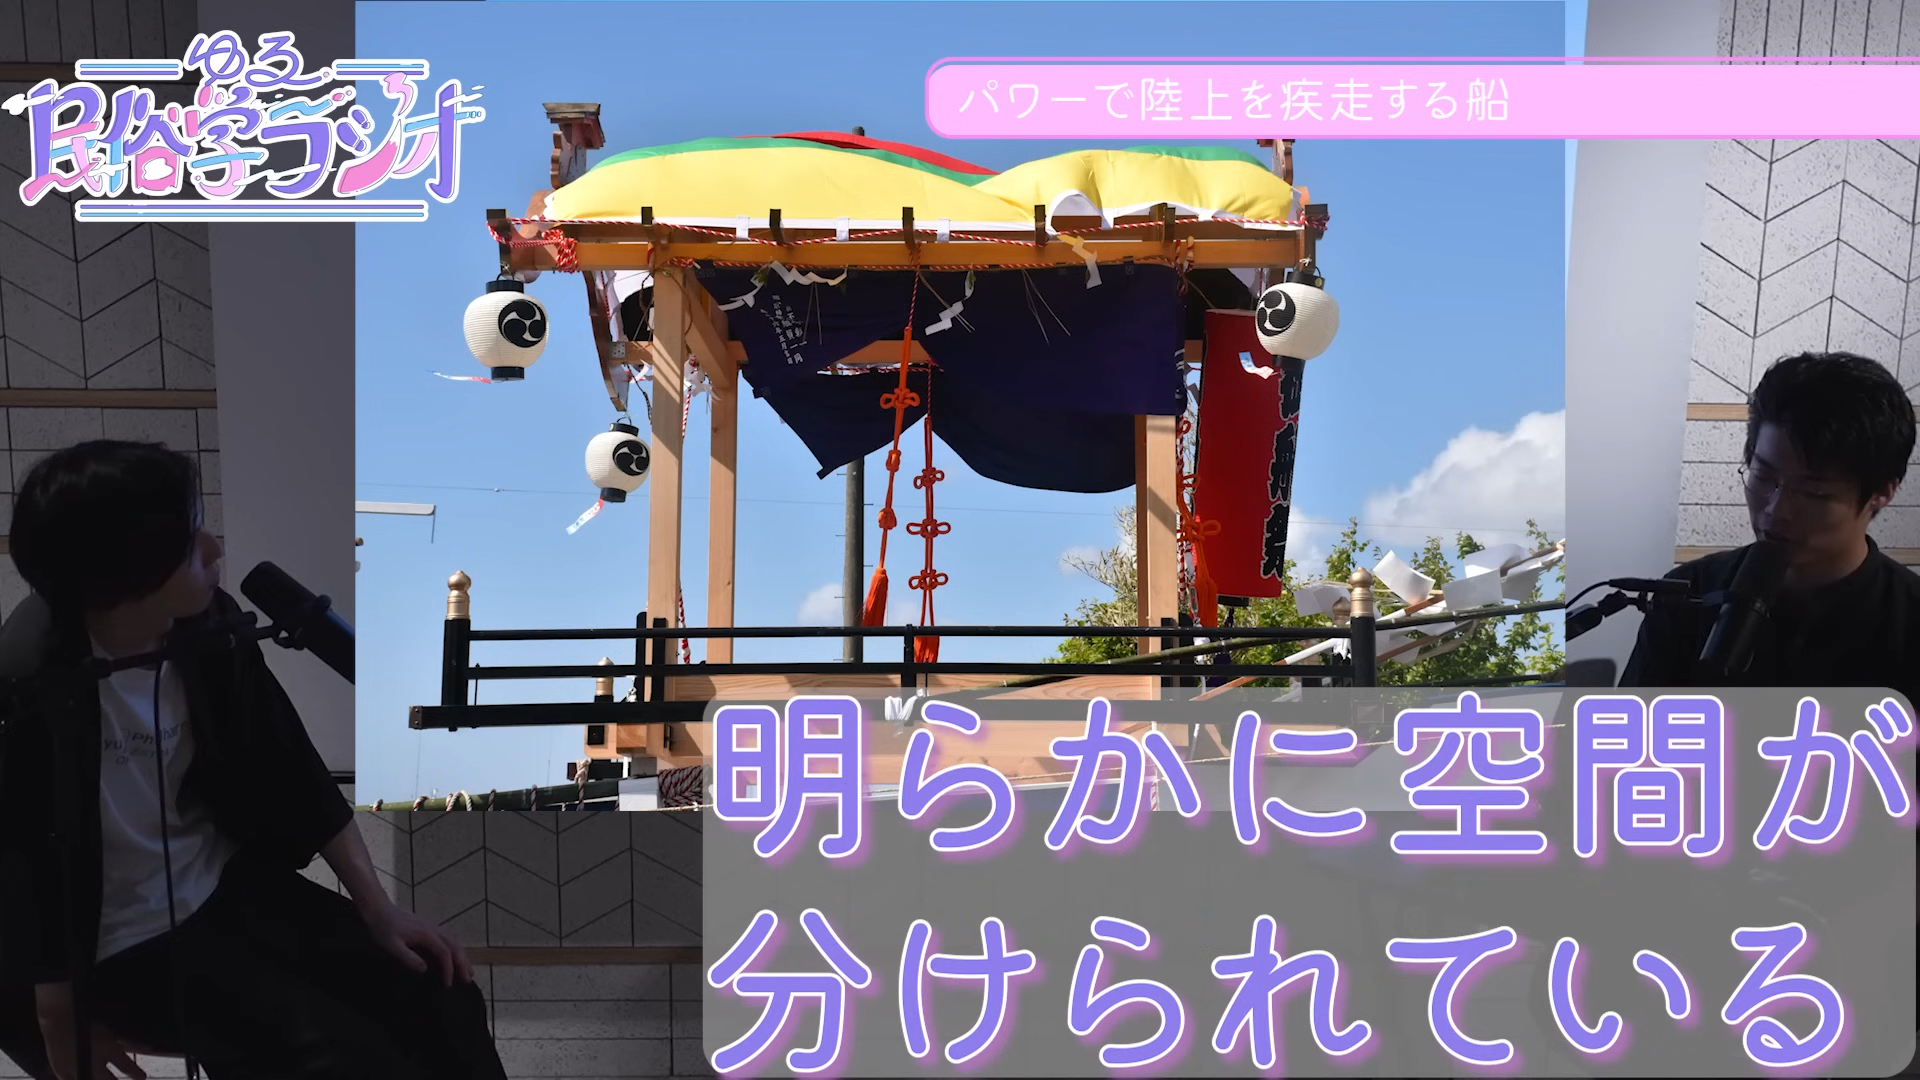 ゆる
民俗学ラジオ
パワーで陸上を疾走する船
明らかに空間が
分けられている